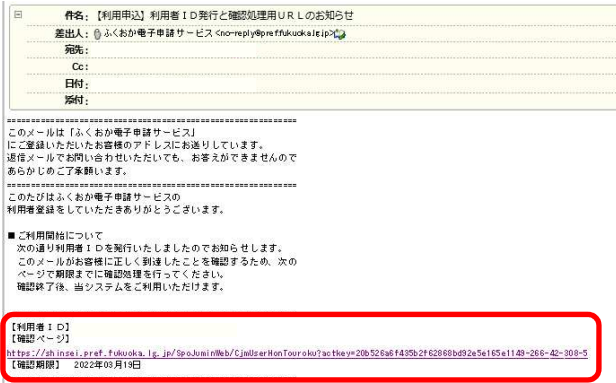 件名: 【利用申込】利用者ＩＤ発行と確認処理用ＵＲＬのお知らせ
差出人: ふくおか電子申請サービス <no-reply@pref.fukuoka.lg.jp>
宛先:
Cc:
日付:
添付:
このメールは「ふくおか電子申請サービス」
にご登録いただいたお客様のアドレスにお送りしています。
返信メールでお問い合わせいただいても、お答えができませんので
あらかじめご了承願います。
このたびはふくおか電子申請サービスの
利用者登録をしていただきありがとうございます。
■ご利用開始について
次の通り利用者ＩＤを発行いたしましたのでお知らせします。
このメールがお客様に正しく到達したことを確認するため、次の
ページで期限までに確認処理を行ってください。
確認終了後、当システムをご利用いただけます。
【利用者ＩＤ】
【確認ページ】
https://shinsei.pref.fukuoka.lg.jp/SpoJuminWeb/CjmUserHonTouroku?actkey=20b526a6f435b2f62868bd92e5e165e1149-266-42-308-5
【確認期限】 2022年03月19日